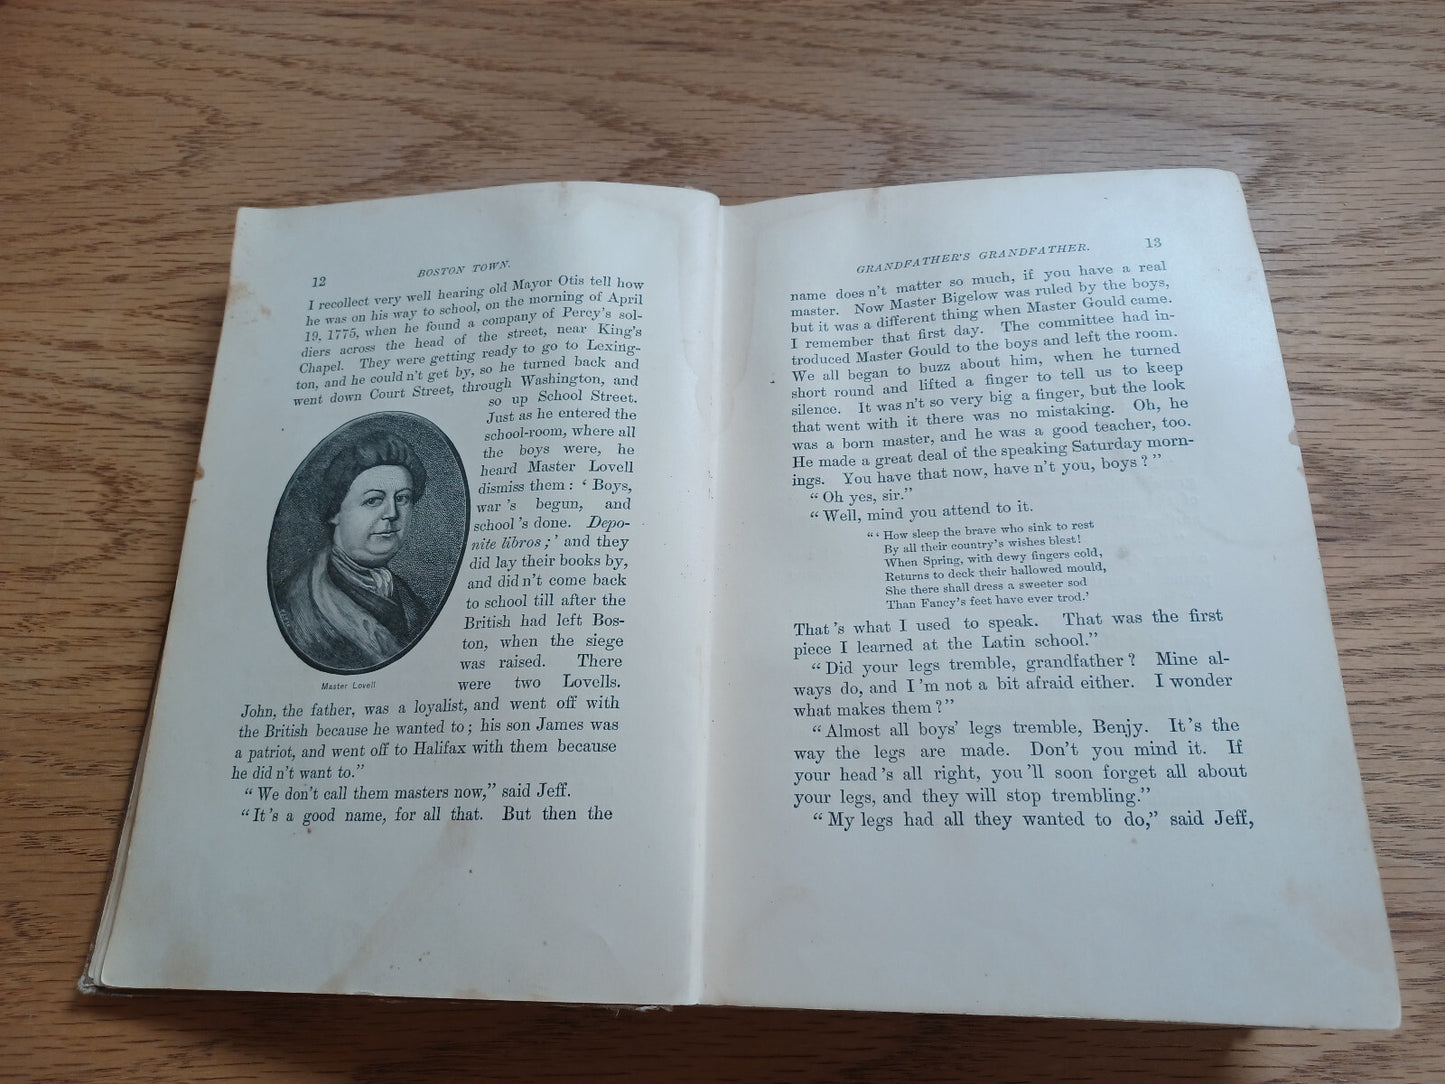 12
BOSTON TOWN.
I recollect very well hearing old Mayor Otis tell how
he was on his way to school, on the morning of April
19, 1775, when he found a company of Percy's sol-
diers across the head of the street, near King's
Chapel. They were getting ready to go to Lexing-
ton, and he could n't get by, so he turned back and
went down Court Street, through Washington, and
so up School Street.
Just as he entered the
school-room, where all
the boys were, he
heard Master Lovell
dismiss them: ' Boys,
war 's begun, and
school 's done. Depo-
nite libros;' and they
did lay their books by,
and did n't come back
to school till after the
British had left Bos-
ton, when the siege
was raised. There
were two Lovells.
Master Lovell
John, the father, was a loyalist, and went off with
the British because he wanted to; his son James was
a patriot, and went off to Halifax with them because
he did n't want to."
" We don't call them masters now," said Jeff.
" It's a good name, for all that. But then the
GRANDFATHER'S GRANDFATHER.
13
name does n't matter so much, if you have a real
master. Now Master Bigelow was ruled by the boys,
but it was a different thing when Master Gould came.
I remember that first day. The committee had in-
troduced Master Gould to the boys and left the room.
We all began to buzz about him, when he turned
short round and lifted a finger to tell us to keep
silence. It was n't so very big a finger, but the look
that went with it there was no mistaking. Oh, he
was a born master, and he was a good teacher, too.
He made a great deal of the speaking Saturday morn-
ings. You have that now, have n't you, boys ? "
" Oh yes, sir."
" Well, mind you attend to it.
" ' How sleep the brave who sink to rest
By all their country's wishes blest!
When Spring, with dewy fingers cold,
Returns to deck their hallowed mould,
She there shall dress a sweeter sod
Than Fancy's feet have ever trod.'
That 's what I used to speak. That was the first
piece I learned at the Latin school."
" Did your legs tremble, grandfather ? Mine al-
ways do, and I 'm not a bit afraid either. I wonder
what makes them ? "
" Almost all boys' legs tremble, Benjy. It 's the
way the legs are made. Don't you mind it. If
your head 's all right, you 'll soon forget all about
your legs, and they will stop trembling."
" My legs had all they wanted to do," said Jeff,